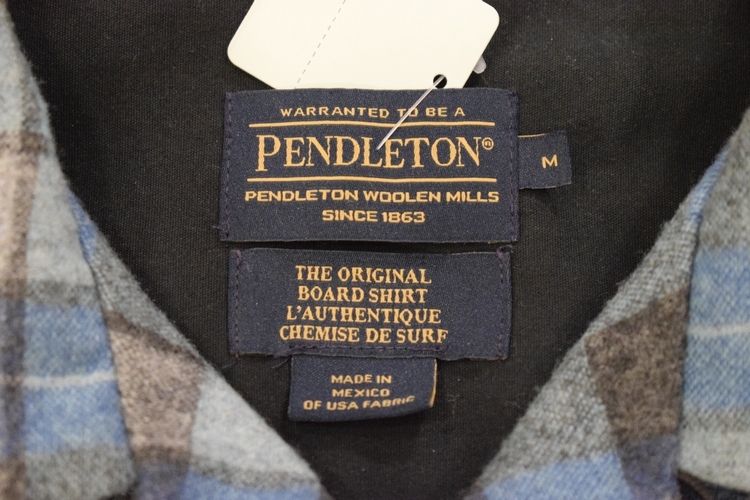 WARRANTED TO BE A
PENDLETON®
PENDLETON WOOLEN MILLS
SINCE 1863
M
THE ORIGINAL
BOARD SHIRT
L'AUTHENTIQUE
CHEMISE DE SURF
MADE IN
MEXICO
OF USA FABRIC